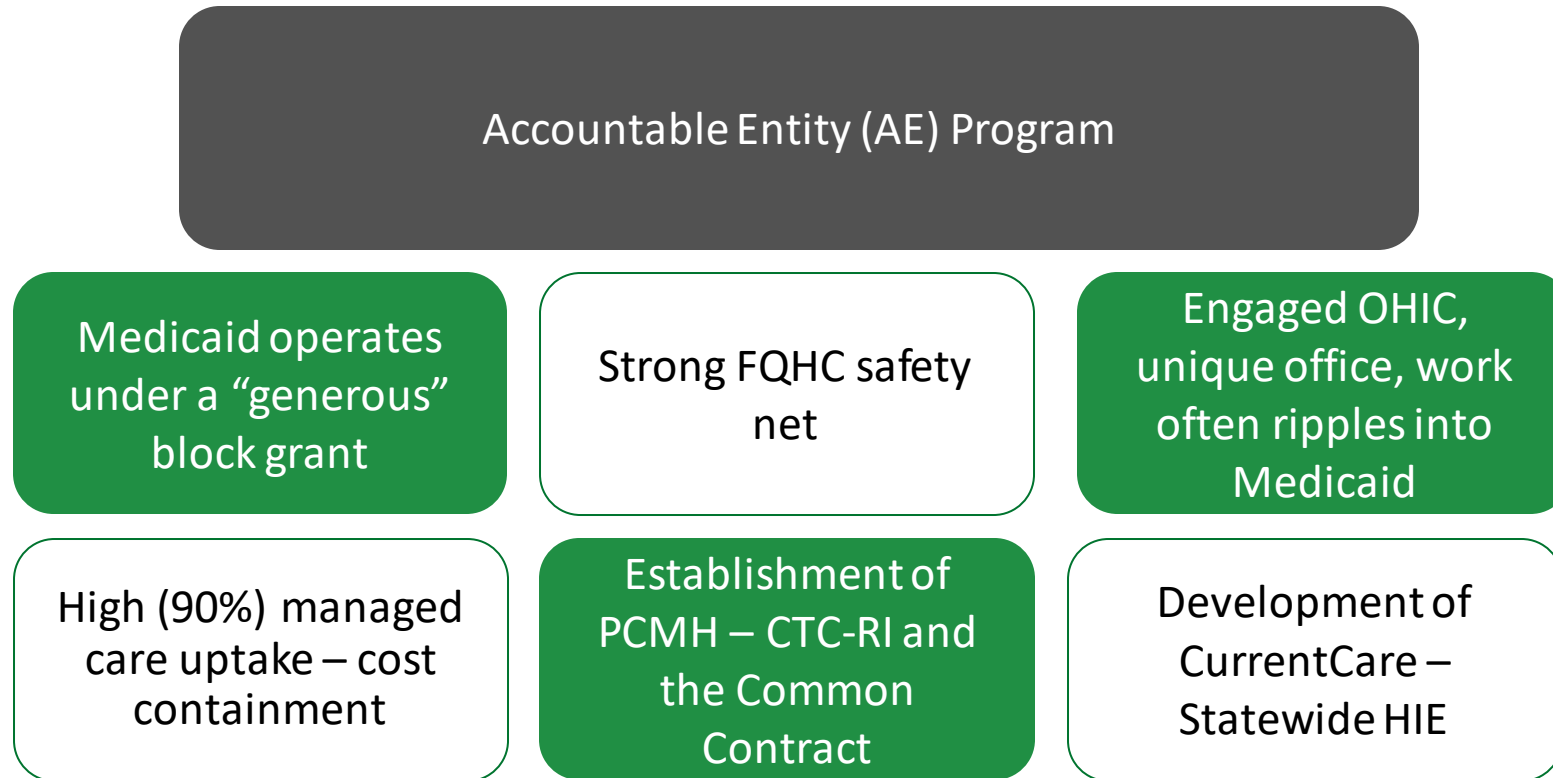 Accountable Entity (AE) Program
Medicaid operates
under a “generous”
block grant
Strong FQHC safety
net
Engaged OHIC,
unique office, work
often ripples into
Medicaid
High (90%) managed
care uptake – cost
containment
Establishment of
PCMH – CTC-RI and
the Common
Contract
Development of
CurrentCare –
Statewide HIE